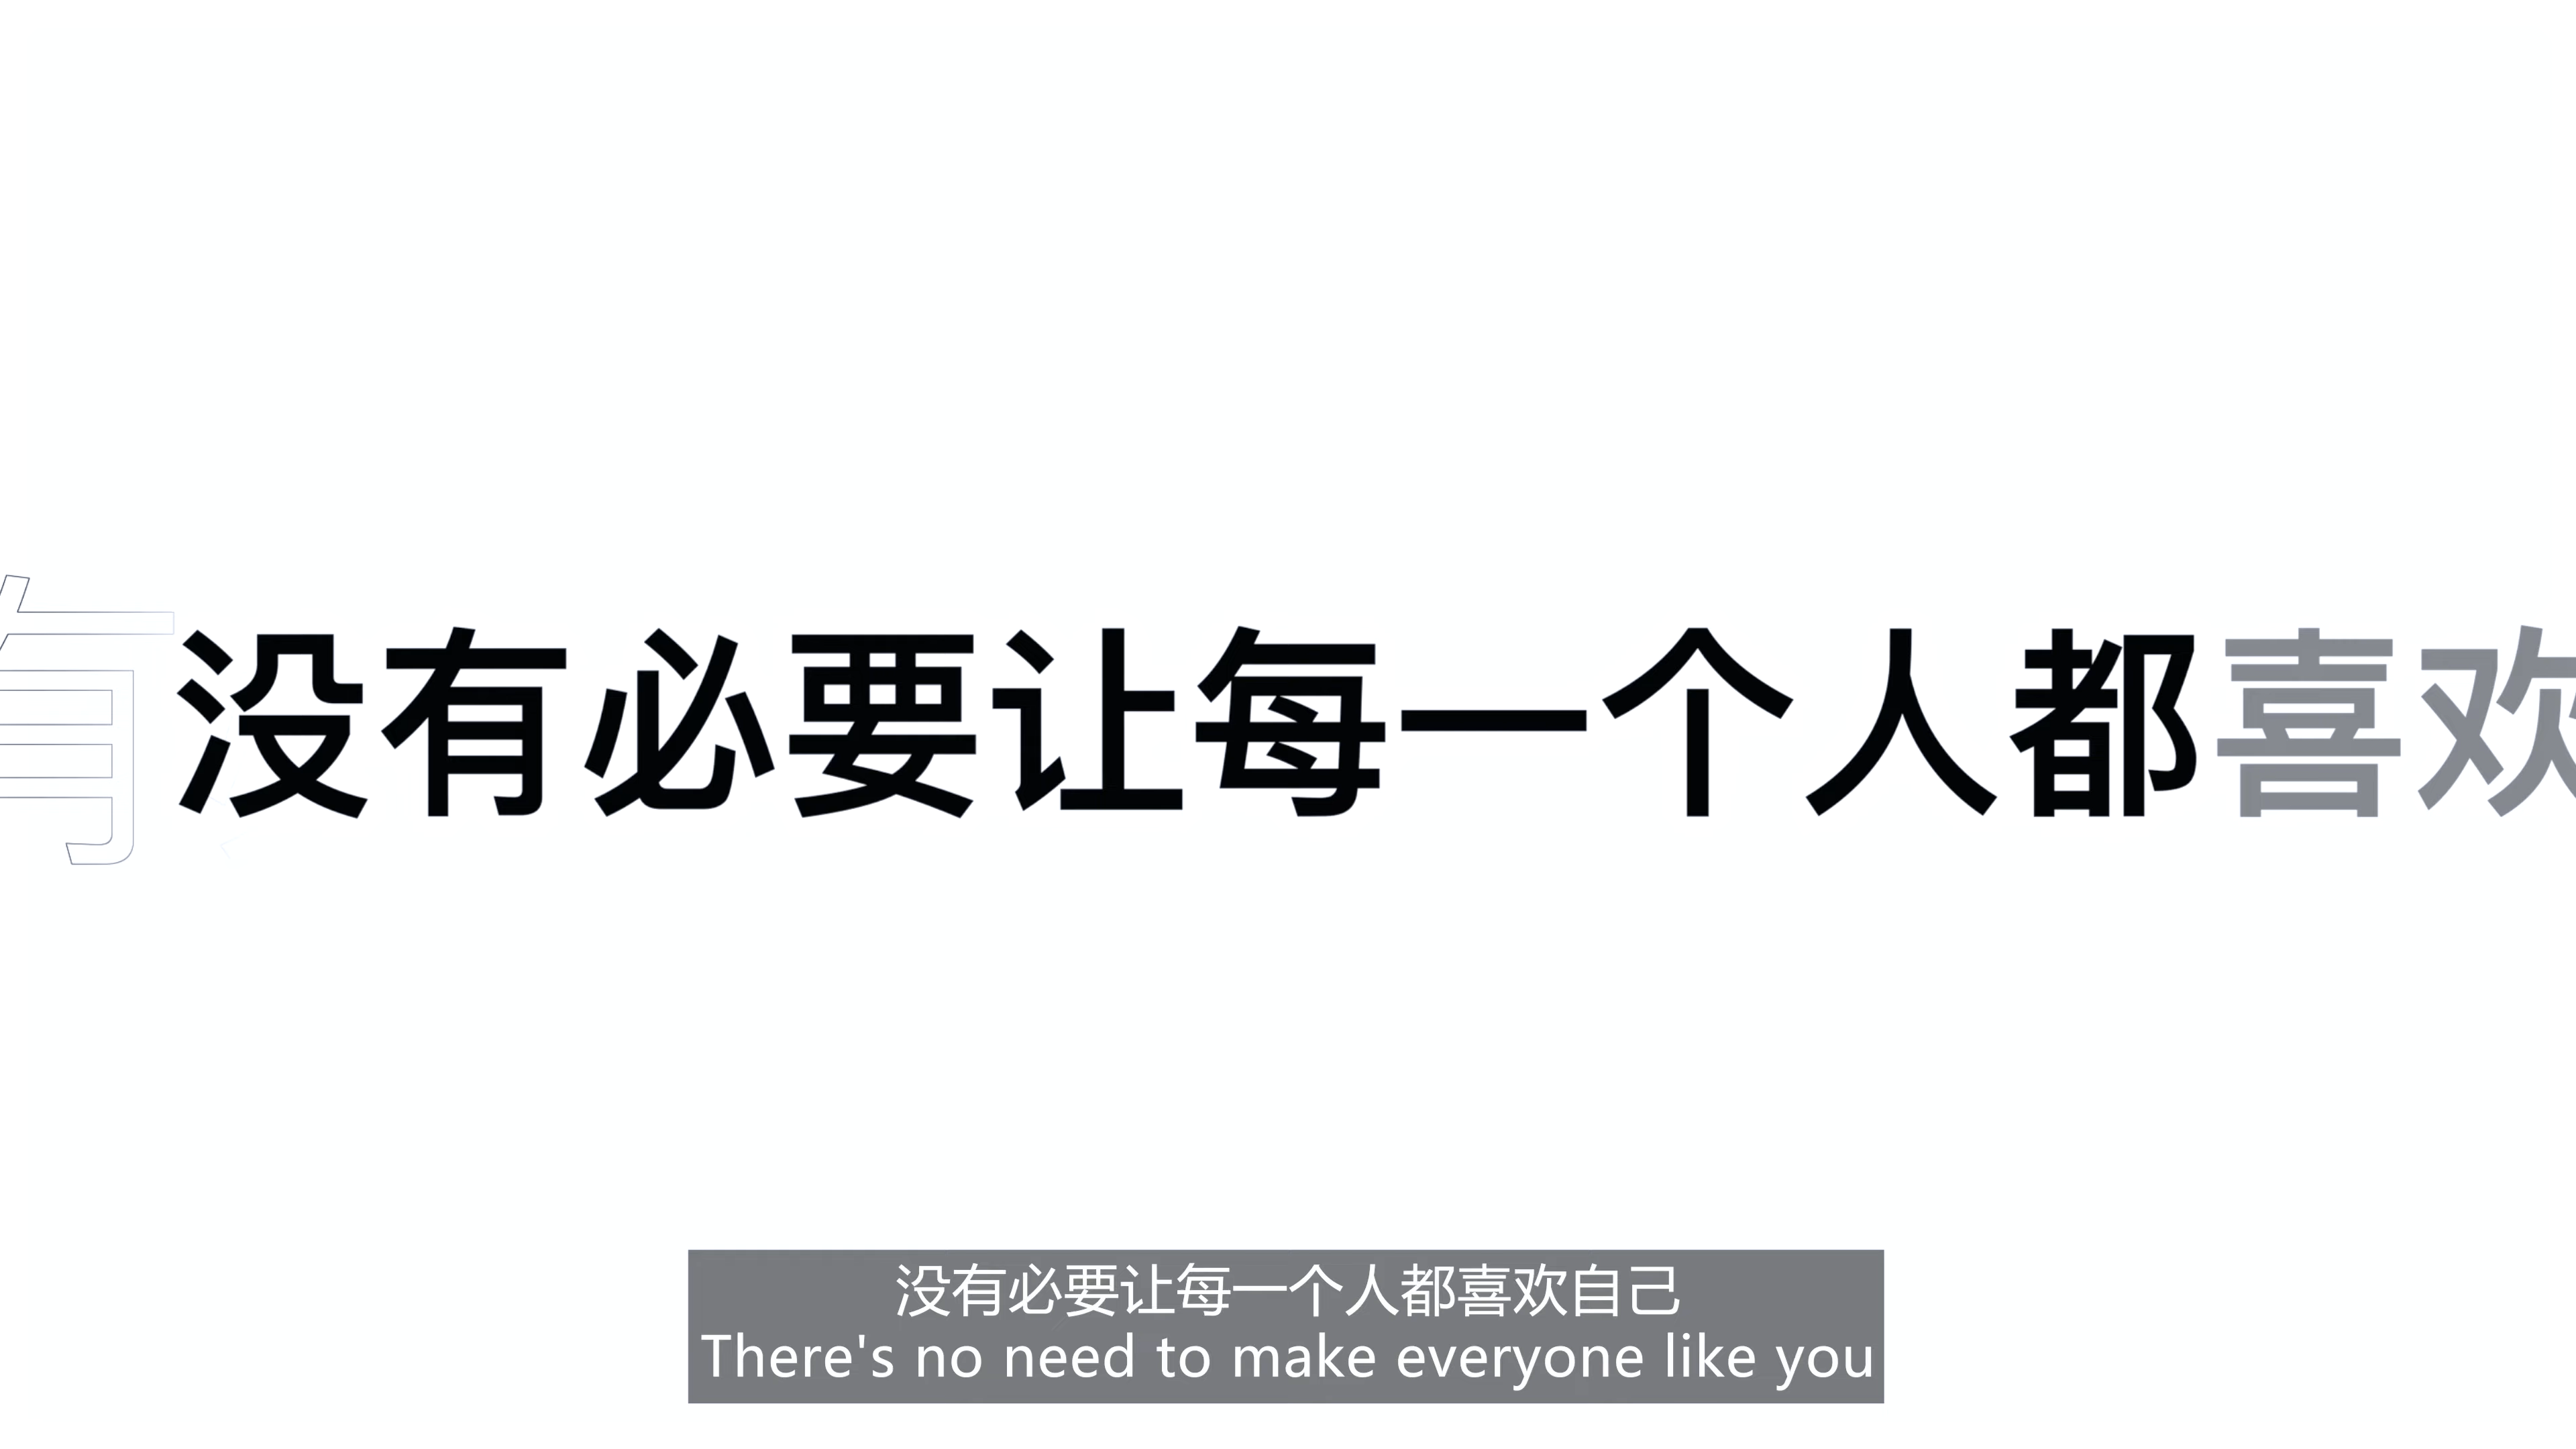 有没有必要让每一个人都喜欢
没有必要让每一个人都喜欢自己
There's no need to make everyone like you